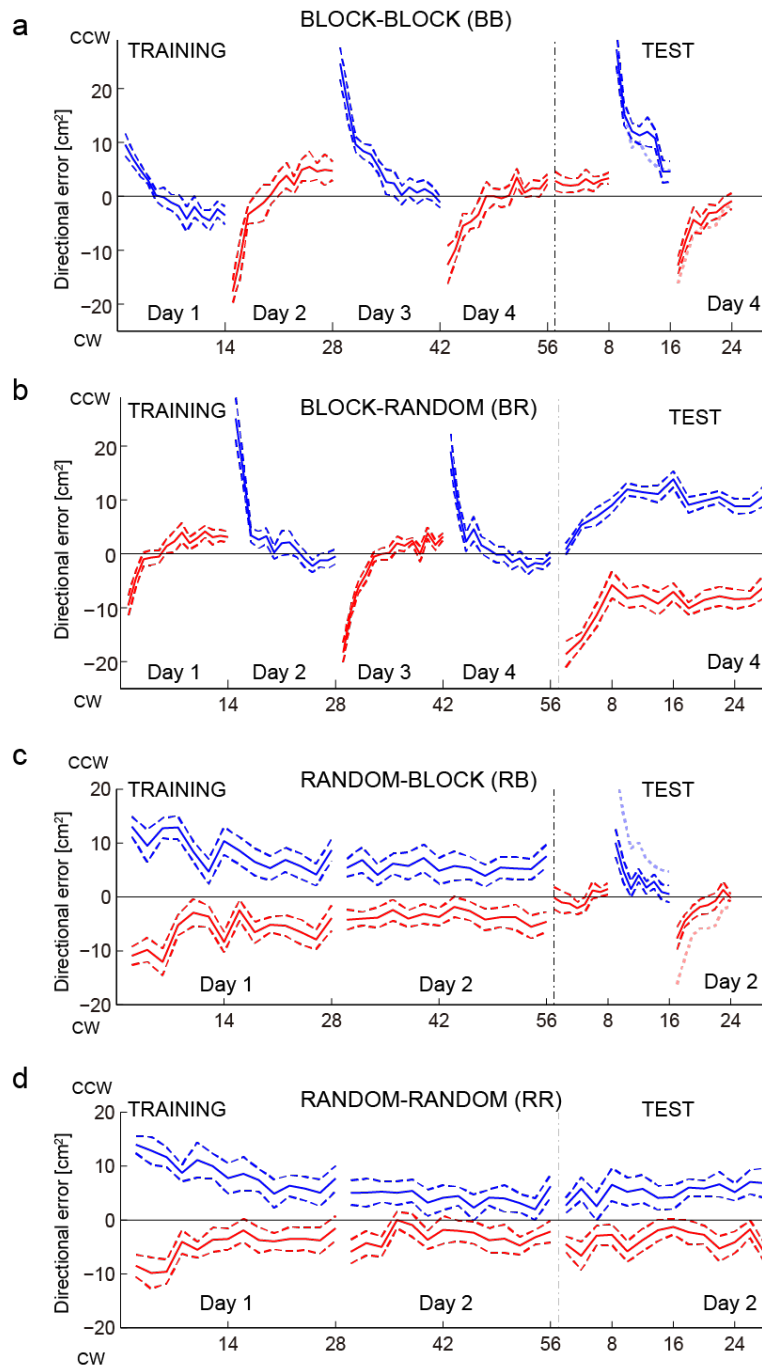 a
BLOCK-BLOCK (BB)
CCW
TRAINING
TEST
20
10
0
−10
−20
Directional error [cm²]
Day 1
Day 2
Day 3
Day 4
Day 4
CW
14
28
42
56
8
16
24
b
CCW
TRAINING
BLOCK-RANDOM (BR)
TEST
20
10
0
−10
−20
Directional error [cm²]
Day 1
Day 2
Day 3
Day 4
Day 4
CW
14
28
42
56
8
16
24
c
CCW
TRAINING
RANDOM-BLOCK (RB)
TEST
20
10
0
−10
−20
Directional error [cm²]
Day 1
Day 2
Day 2
CW
14
28
42
56
8
16
24
d
CCW
TRAINING
RANDOM-RANDOM (RR)
TEST
20
10
0
−10
−20
Directional error [cm²]
Day 1
Day 2
Day 2
CW
14
28
42
56
8
16
24